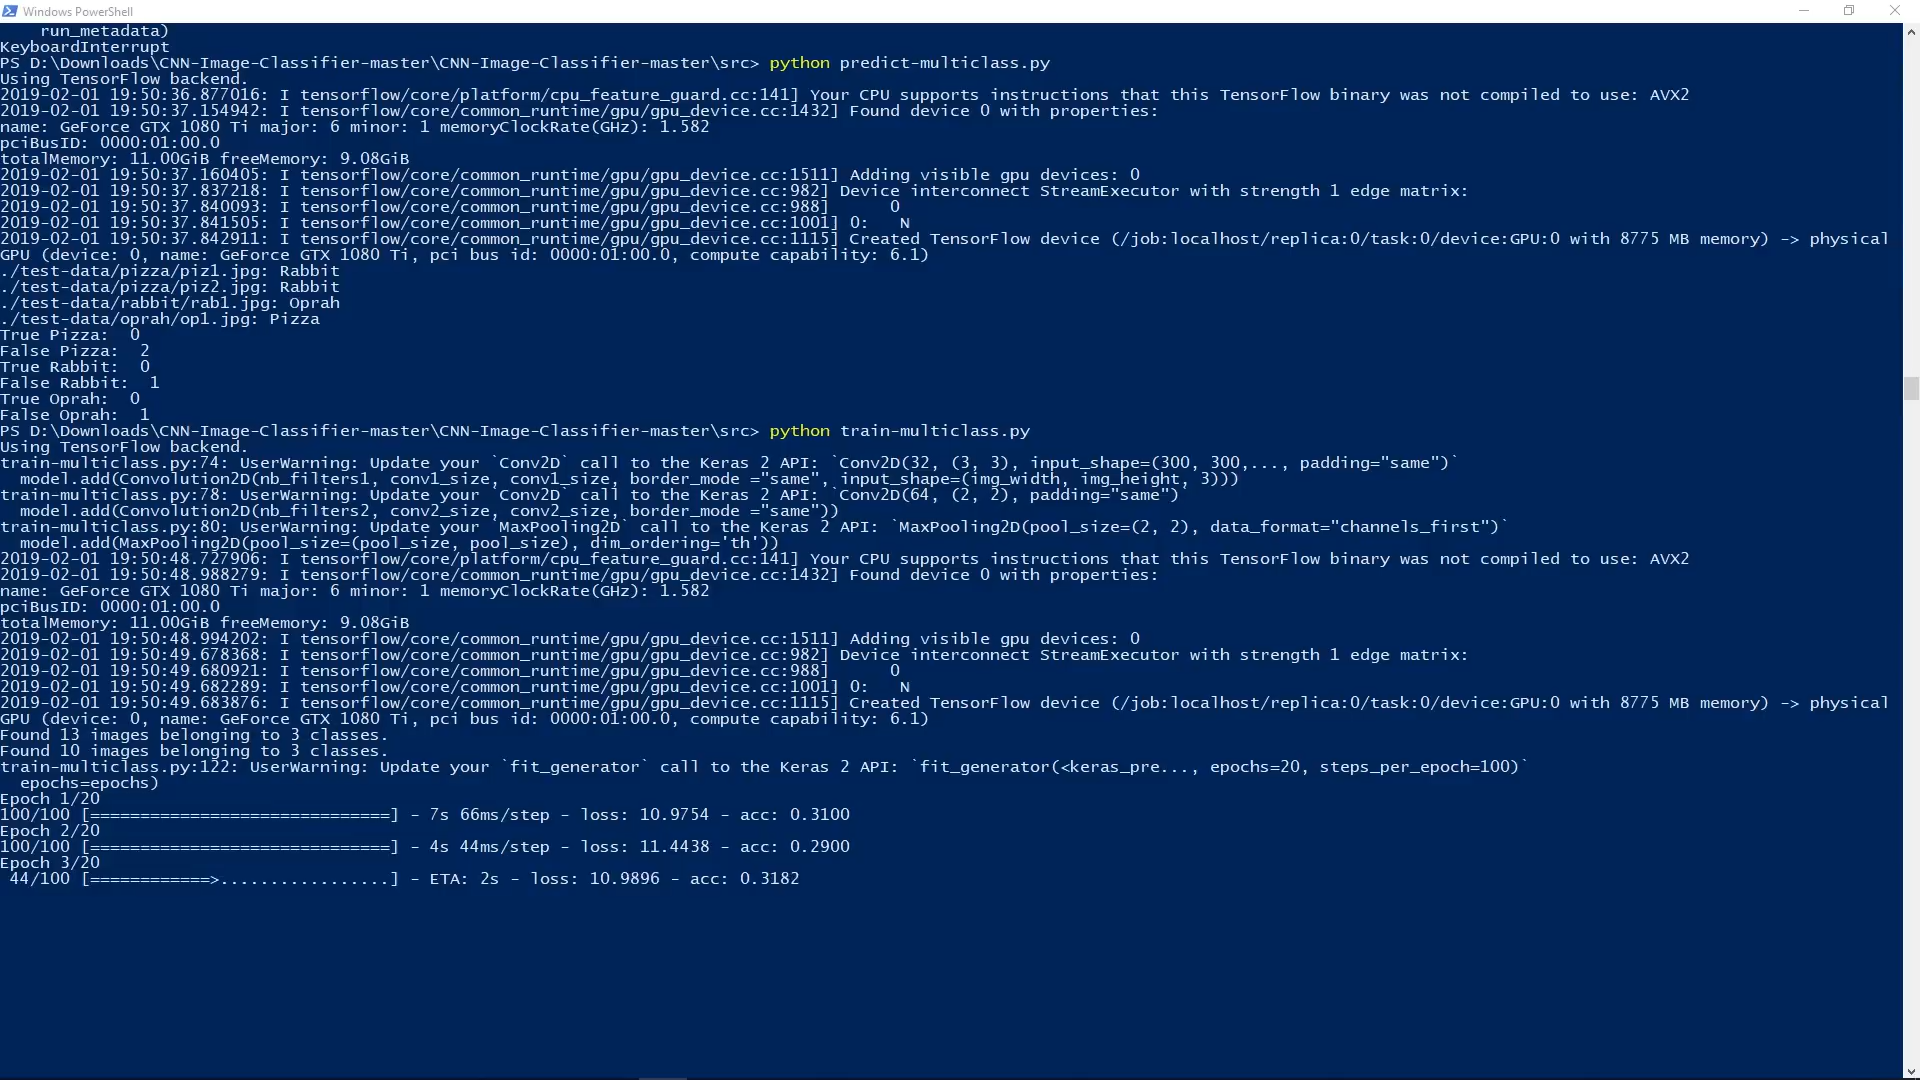 Windows PowerShell
    run_metadata)
KeyboardInterrupt
PS D:\Downloads\CNN-Image-Classifier-master\CNN-Image-Classifier-master\src> python predict-multiclass.py
Using TensorFlow backend.
2019-02-01 19:50:36.877016: I tensorflow/core/platform/cpu_feature_guard.cc:141] Your CPU supports instructions that this TensorFlow binary was not compiled to use: AVX2
2019-02-01 19:50:37.154942: I tensorflow/core/common_runtime/gpu/gpu_device.cc:1432] Found device 0 with properties:
name: GeForce GTX 1080 Ti major: 6 minor: 1 memoryClockRate(GHz): 1.582
pciBusID: 0000:01:00.0
totalMemory: 11.00GiB freeMemory: 9.08GiB
2019-02-01 19:50:37.160405: I tensorflow/core/common_runtime/gpu/gpu_device.cc:1511] Adding visible gpu devices: 0
2019-02-01 19:50:37.837218: I tensorflow/core/common_runtime/gpu/gpu_device.cc:982] Device interconnect StreamExecutor with strength 1 edge matrix:
2019-02-01 19:50:37.840093: I tensorflow/core/common_runtime/gpu/gpu_device.cc:988]      0
2019-02-01 19:50:37.841505: I tensorflow/core/common_runtime/gpu/gpu_device.cc:1001] 0:   N
2019-02-01 19:50:37.842911: I tensorflow/core/common_runtime/gpu/gpu_device.cc:1115] Created TensorFlow device (/job:localhost/replica:0/task:0/device:GPU:0 with 8775 MB memory) -> physical
GPU (device: 0, name: GeForce GTX 1080 Ti, pci bus id: 0000:01:00.0, compute capability: 6.1)
./test-data/pizza/piz1.jpg: Rabbit
./test-data/pizza/piz2.jpg: Rabbit
./test-data/rabbit/rab1.jpg: Oprah
./test-data/oprah/op1.jpg: Pizza
True Pizza:  0
False Pizza:  2
True Rabbit:  0
False Rabbit:  1
True Oprah:  0
False Oprah:  1
PS D:\Downloads\CNN-Image-Classifier-master\CNN-Image-Classifier-master\src> python train-multiclass.py
Using TensorFlow backend.
train-multiclass.py:74: UserWarning: Update your `Conv2D` call to the Keras 2 API: `Conv2D(32, (3, 3), input_shape=(300, 300,..., padding="same")`
  model.add(Convolution2D(nb_filters1, conv1_size, conv1_size, border_mode ="same", input_shape=(img_width, img_height, 3)))
train-multiclass.py:78: UserWarning: Update your `Conv2D` call to the Keras 2 API: `Conv2D(64, (2, 2), padding="same")`
  model.add(Convolution2D(nb_filters2, conv2_size, conv2_size, border_mode ="same"))
train-multiclass.py:80: UserWarning: Update your `MaxPooling2D` call to the Keras 2 API: `MaxPooling2D(pool_size=(2, 2), data_format="channels_first")`
  model.add(MaxPooling2D(pool_size=(pool_size, pool_size), dim_ordering='th'))
2019-02-01 19:50:48.727906: I tensorflow/core/platform/cpu_feature_guard.cc:141] Your CPU supports instructions that this TensorFlow binary was not compiled to use: AVX2
2019-02-01 19:50:48.988279: I tensorflow/core/common_runtime/gpu/gpu_device.cc:1432] Found device 0 with properties:
name: GeForce GTX 1080 Ti major: 6 minor: 1 memoryClockRate(GHz): 1.582
pciBusID: 0000:01:00.0
totalMemory: 11.00GiB freeMemory: 9.08GiB
2019-02-01 19:50:48.994202: I tensorflow/core/common_runtime/gpu/gpu_device.cc:1511] Adding visible gpu devices: 0
2019-02-01 19:50:49.678368: I tensorflow/core/common_runtime/gpu/gpu_device.cc:982] Device interconnect StreamExecutor with strength 1 edge matrix:
2019-02-01 19:50:49.680921: I tensorflow/core/common_runtime/gpu/gpu_device.cc:988]      0
2019-02-01 19:50:49.682289: I tensorflow/core/common_runtime/gpu/gpu_device.cc:1001] 0:   N
2019-02-01 19:50:49.683876: I tensorflow/core/common_runtime/gpu/gpu_device.cc:1115] Created TensorFlow device (/job:localhost/replica:0/task:0/device:GPU:0 with 8775 MB memory) -> physical
GPU (device: 0, name: GeForce GTX 1080 Ti, pci bus id: 0000:01:00.0, compute capability: 6.1)
Found 13 images belonging to 3 classes.
Found 10 images belonging to 3 classes.
train-multiclass.py:122: UserWarning: Update your `fit_generator` call to the Keras 2 API: `fit_generator(<keras_pre..., epochs=20, steps_per_epoch=100)`
  epochs=epochs)
Epoch 1/20
100/100 [==============================] - 7s 66ms/step - loss: 10.9754 - acc: 0.3100
Epoch 2/20
100/100 [==============================] - 4s 44ms/step - loss: 11.4438 - acc: 0.2900
Epoch 3/20
 44/100 [============>.................] - ETA: 2s - loss: 10.9896 - acc: 0.3182